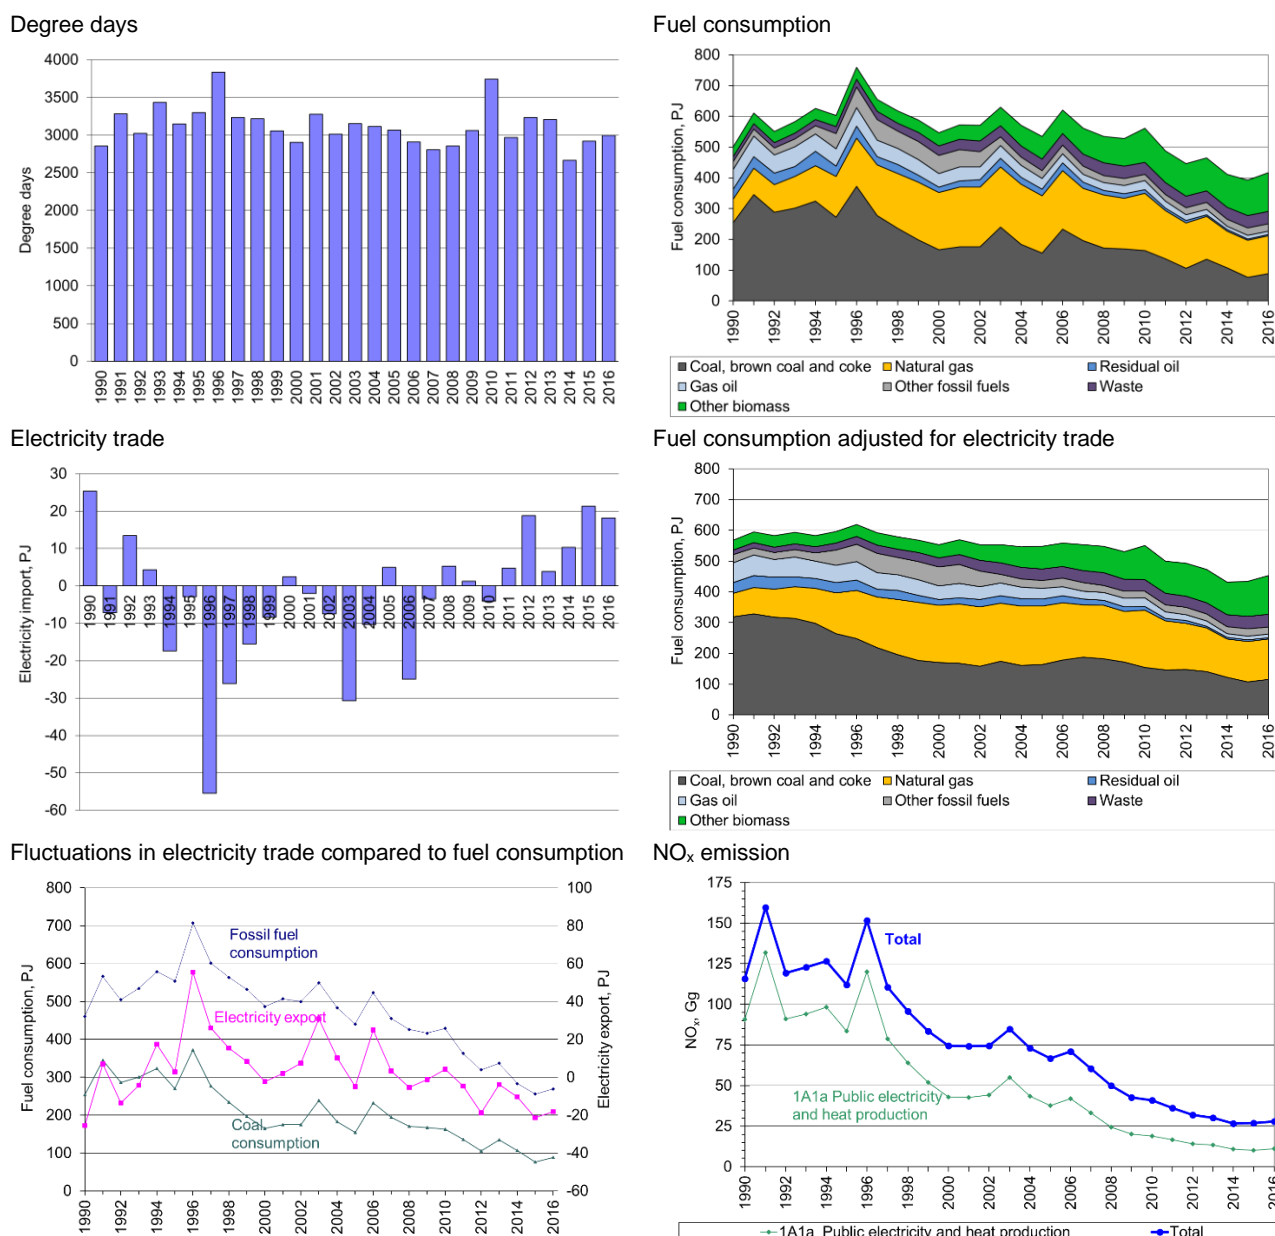 Degree days
Degree days
4000
3500
3000
2500
2000
1500
1000
500
0
1990 1991 1992 1993 1994 1995 1996 1997 1998 1999 2000 2001 2002 2003 2004 2005 2006 2007 2008 2009 2010 2011 2012 2013 2014 2015 2016
Fuel consumption
Fuel consumption, PJ
800
700
600
500
400
300
200
100
0
1990 1992 1994 1996 1998 2000 2002 2004 2006 2008 2010 2012 2014 2016
Coal, brown coal and coke Natural gas Residual oil
Gas oil Other fossil fuels Waste
Other biomass
Electricity trade
Electricity import, PJ
30
20
10
0
-10
-20
-30
-40
-50
-60
1990 1991 1992 1993 1994 1995 1996 1997 1998 1999 2000 2001 2002 2003 2004 2005 2006 2007 2008 2009 2010 2011 2012 2013 2014 2015 2016
Fuel consumption adjusted for electricity trade
Fuel consumption, PJ
800
700
600
500
400
300
200
100
0
1990 1992 1994 1996 1998 2000 2002 2004 2006 2008 2010 2012 2014 2016
Coal, brown coal and coke Natural gas Residual oil
Gas oil Other fossil fuels Waste
Other biomass
Fluctuations in electricity trade compared to fuel consumption
Fuel consumption, PJ
800
700
600
500
400
300
200
100
0
Fossil fuel
consumption
Electricity export
Coal
consumption
100
80
60
40
20
0
-20
-40
-60
Electricity export, PJ
1990 1992 1994 1996 1998 2000 2002 2004 2006 2008 2010 2012 2014 2016
NOx emission
NOx, Gg
175
150
125
100
75
50
25
0
Total
1A1a Public electricity
and heat production
1990 1992 1994 1996 1998 2000 2002 2004 2006 2008 2010 2012 2014 2016
1A1a Public electricity and heat production Total